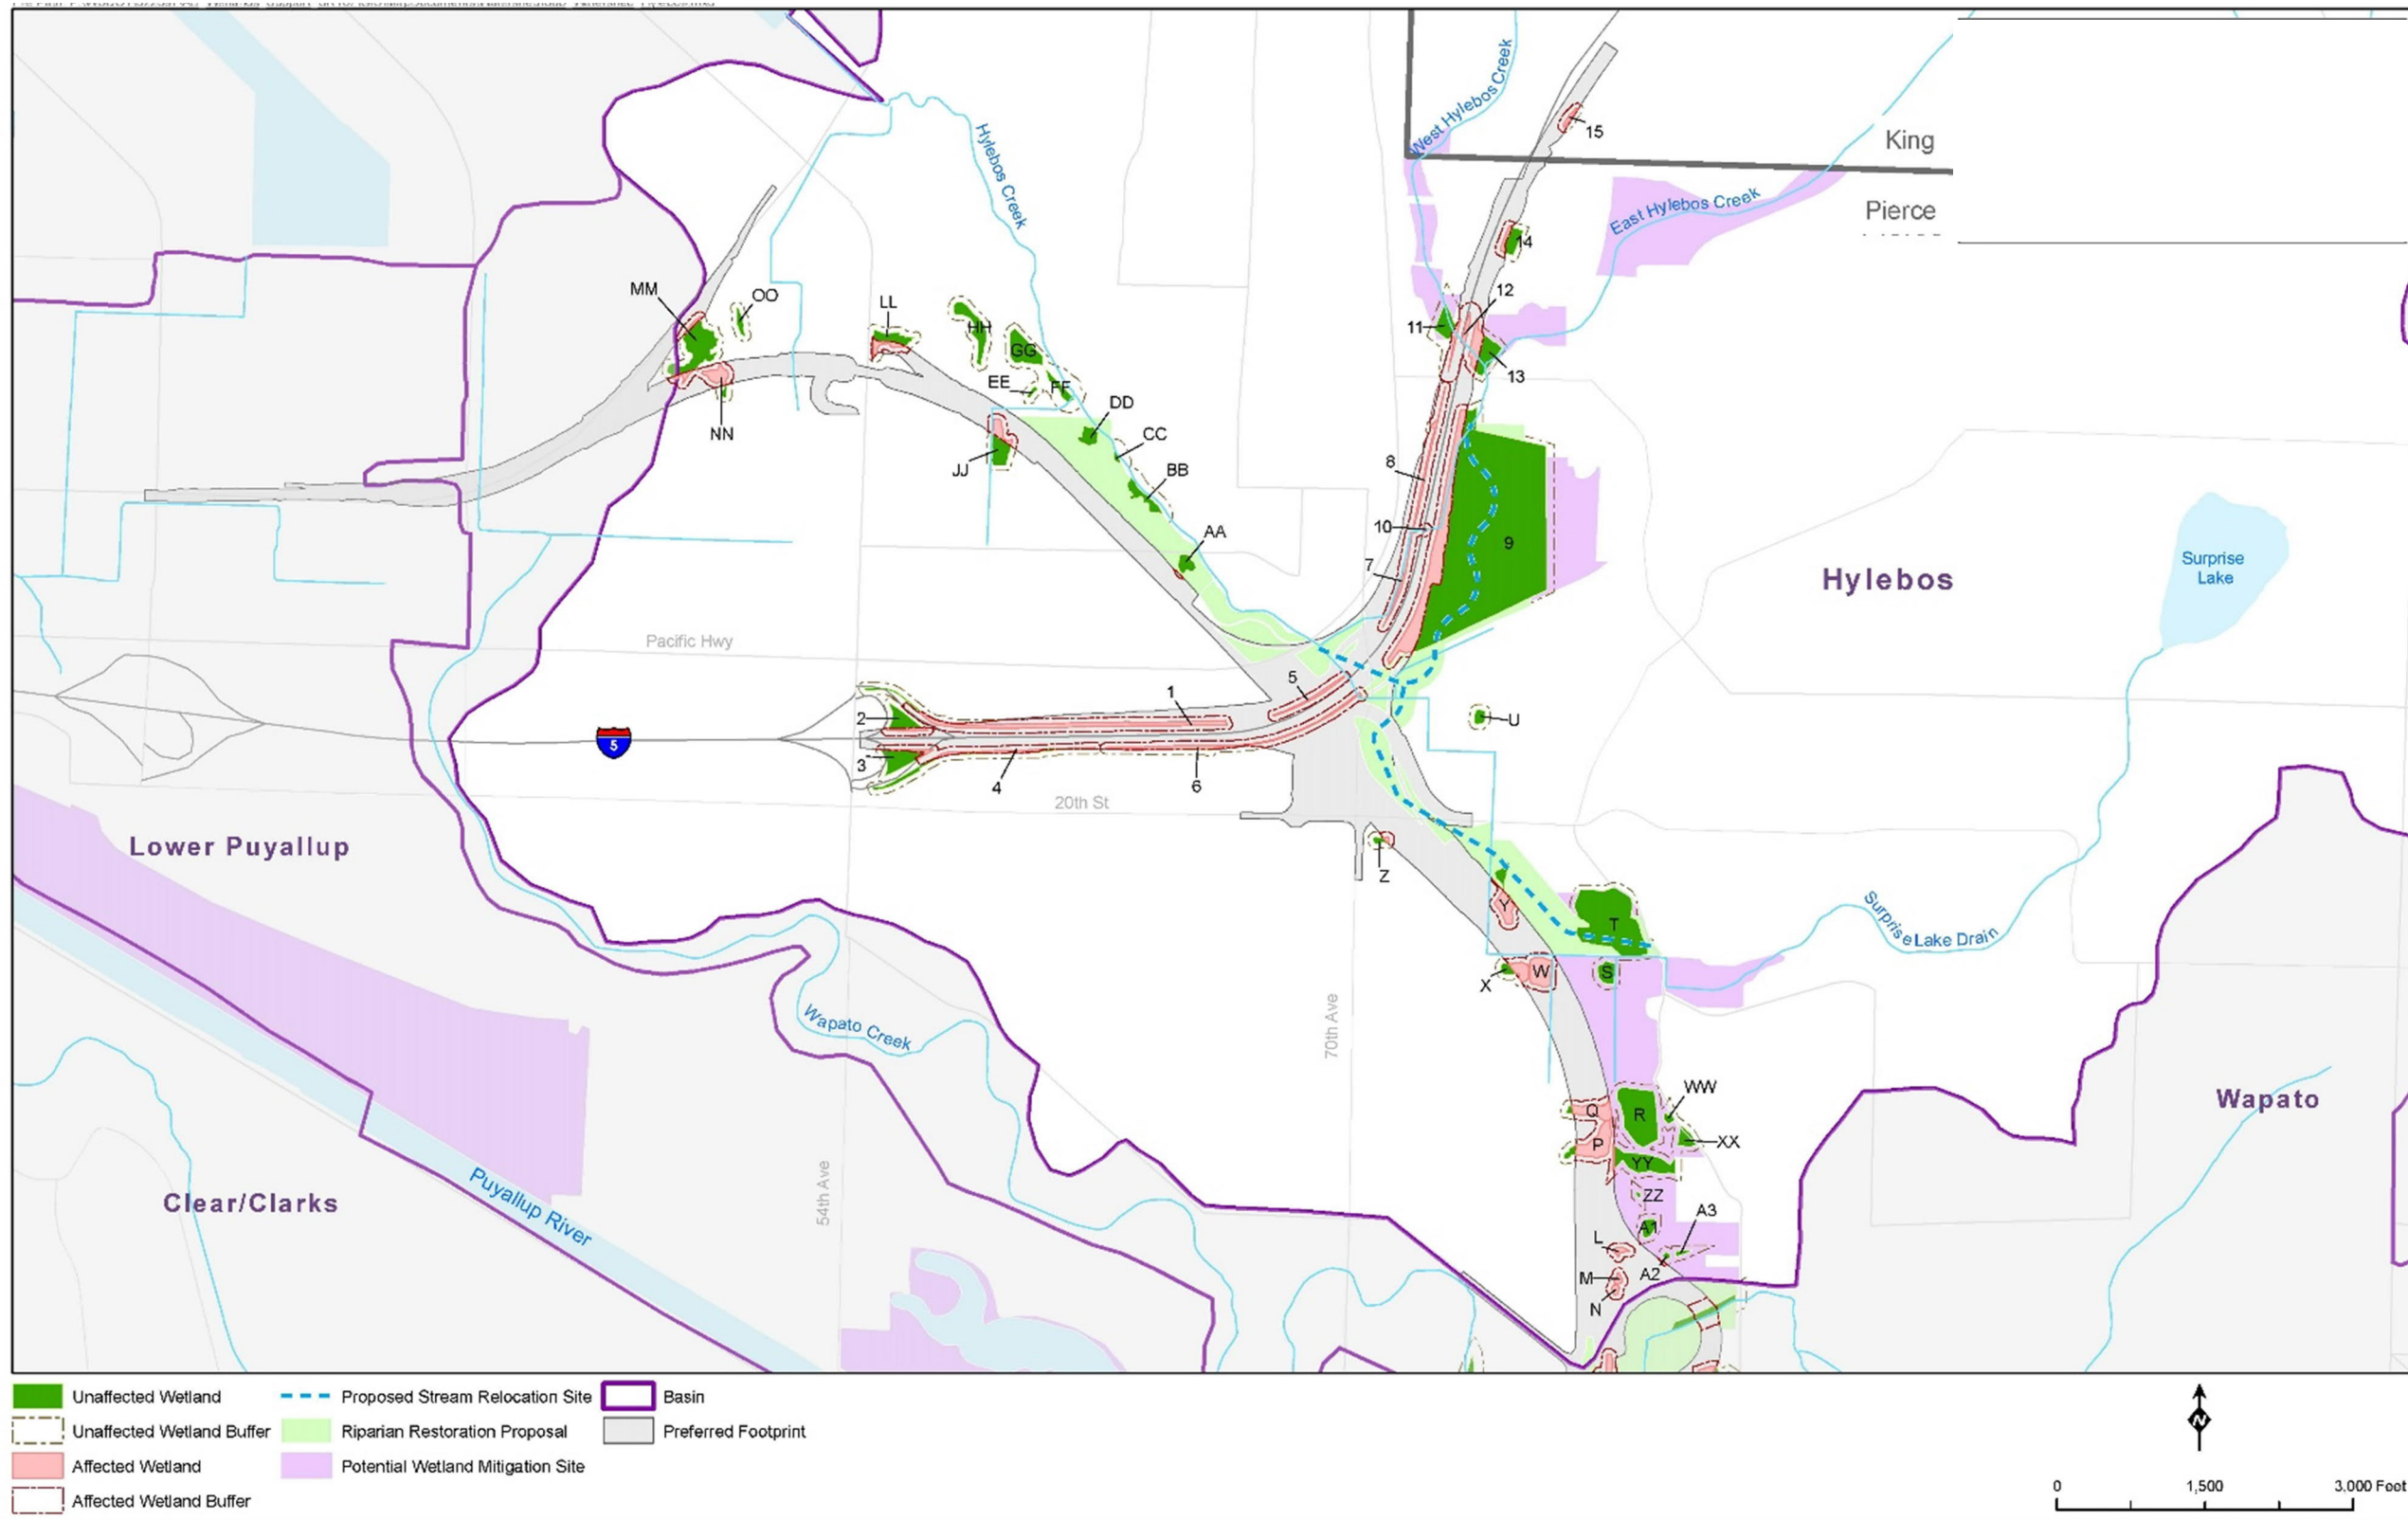 West Hylebos Creek
15
King
Pierce
Hylebos Creek
East Hylebos Creek
14
MM
OO
LL
12
HH
11
GG
EE
FF
13
DD
NN
CC
JJ
BB
8
10
9
AA
7
Surprise
Lake
Hylebos
Pacific Hwy
5
1
2
U
5
3
4
6
20th St
Lower Puyallup
Z
Y
T
Surprise Lake Drain
X
W
S
Wapato Creek
70th Ave
WW
Q
R
Wapato
P
XX
YY
Puyallup River
54th Ave
Clear/Clarks
ZZ
A3
A1
L
A2
M
N
Unaffected Wetland
Unaffected Wetland Buffer
Affected Wetland
Affected Wetland Buffer
Proposed Stream Relocation Site
Riparian Restoration Proposal
Potential Wetland Mitigation Site
Basin
Preferred Footprint
N
0 1,500 3,000 Feet